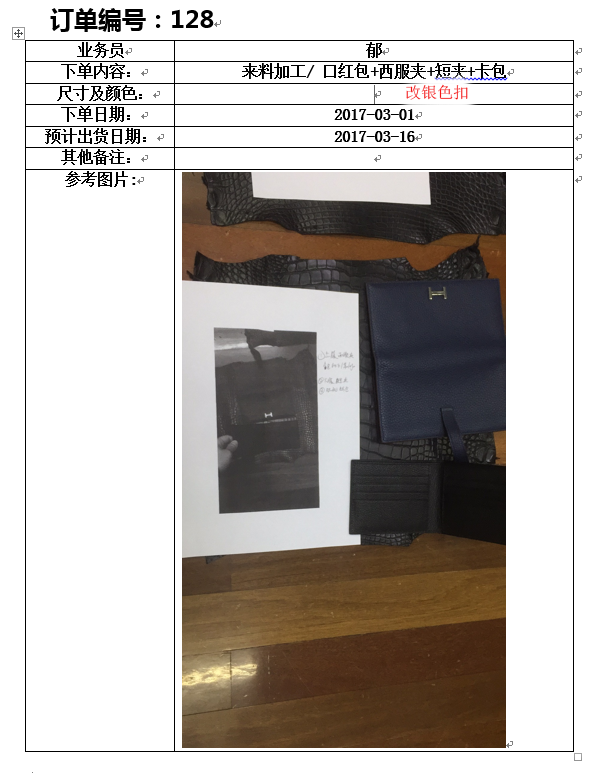 订单编号：128
业务员
郁
下单内容：
来料加工/ 口红包+西服夹+短夹+卡包
尺寸及颜色：
改银色扣
下单日期：
2017-03-01
预计出货日期：
2017-03-16
其他备注：
参考图片: